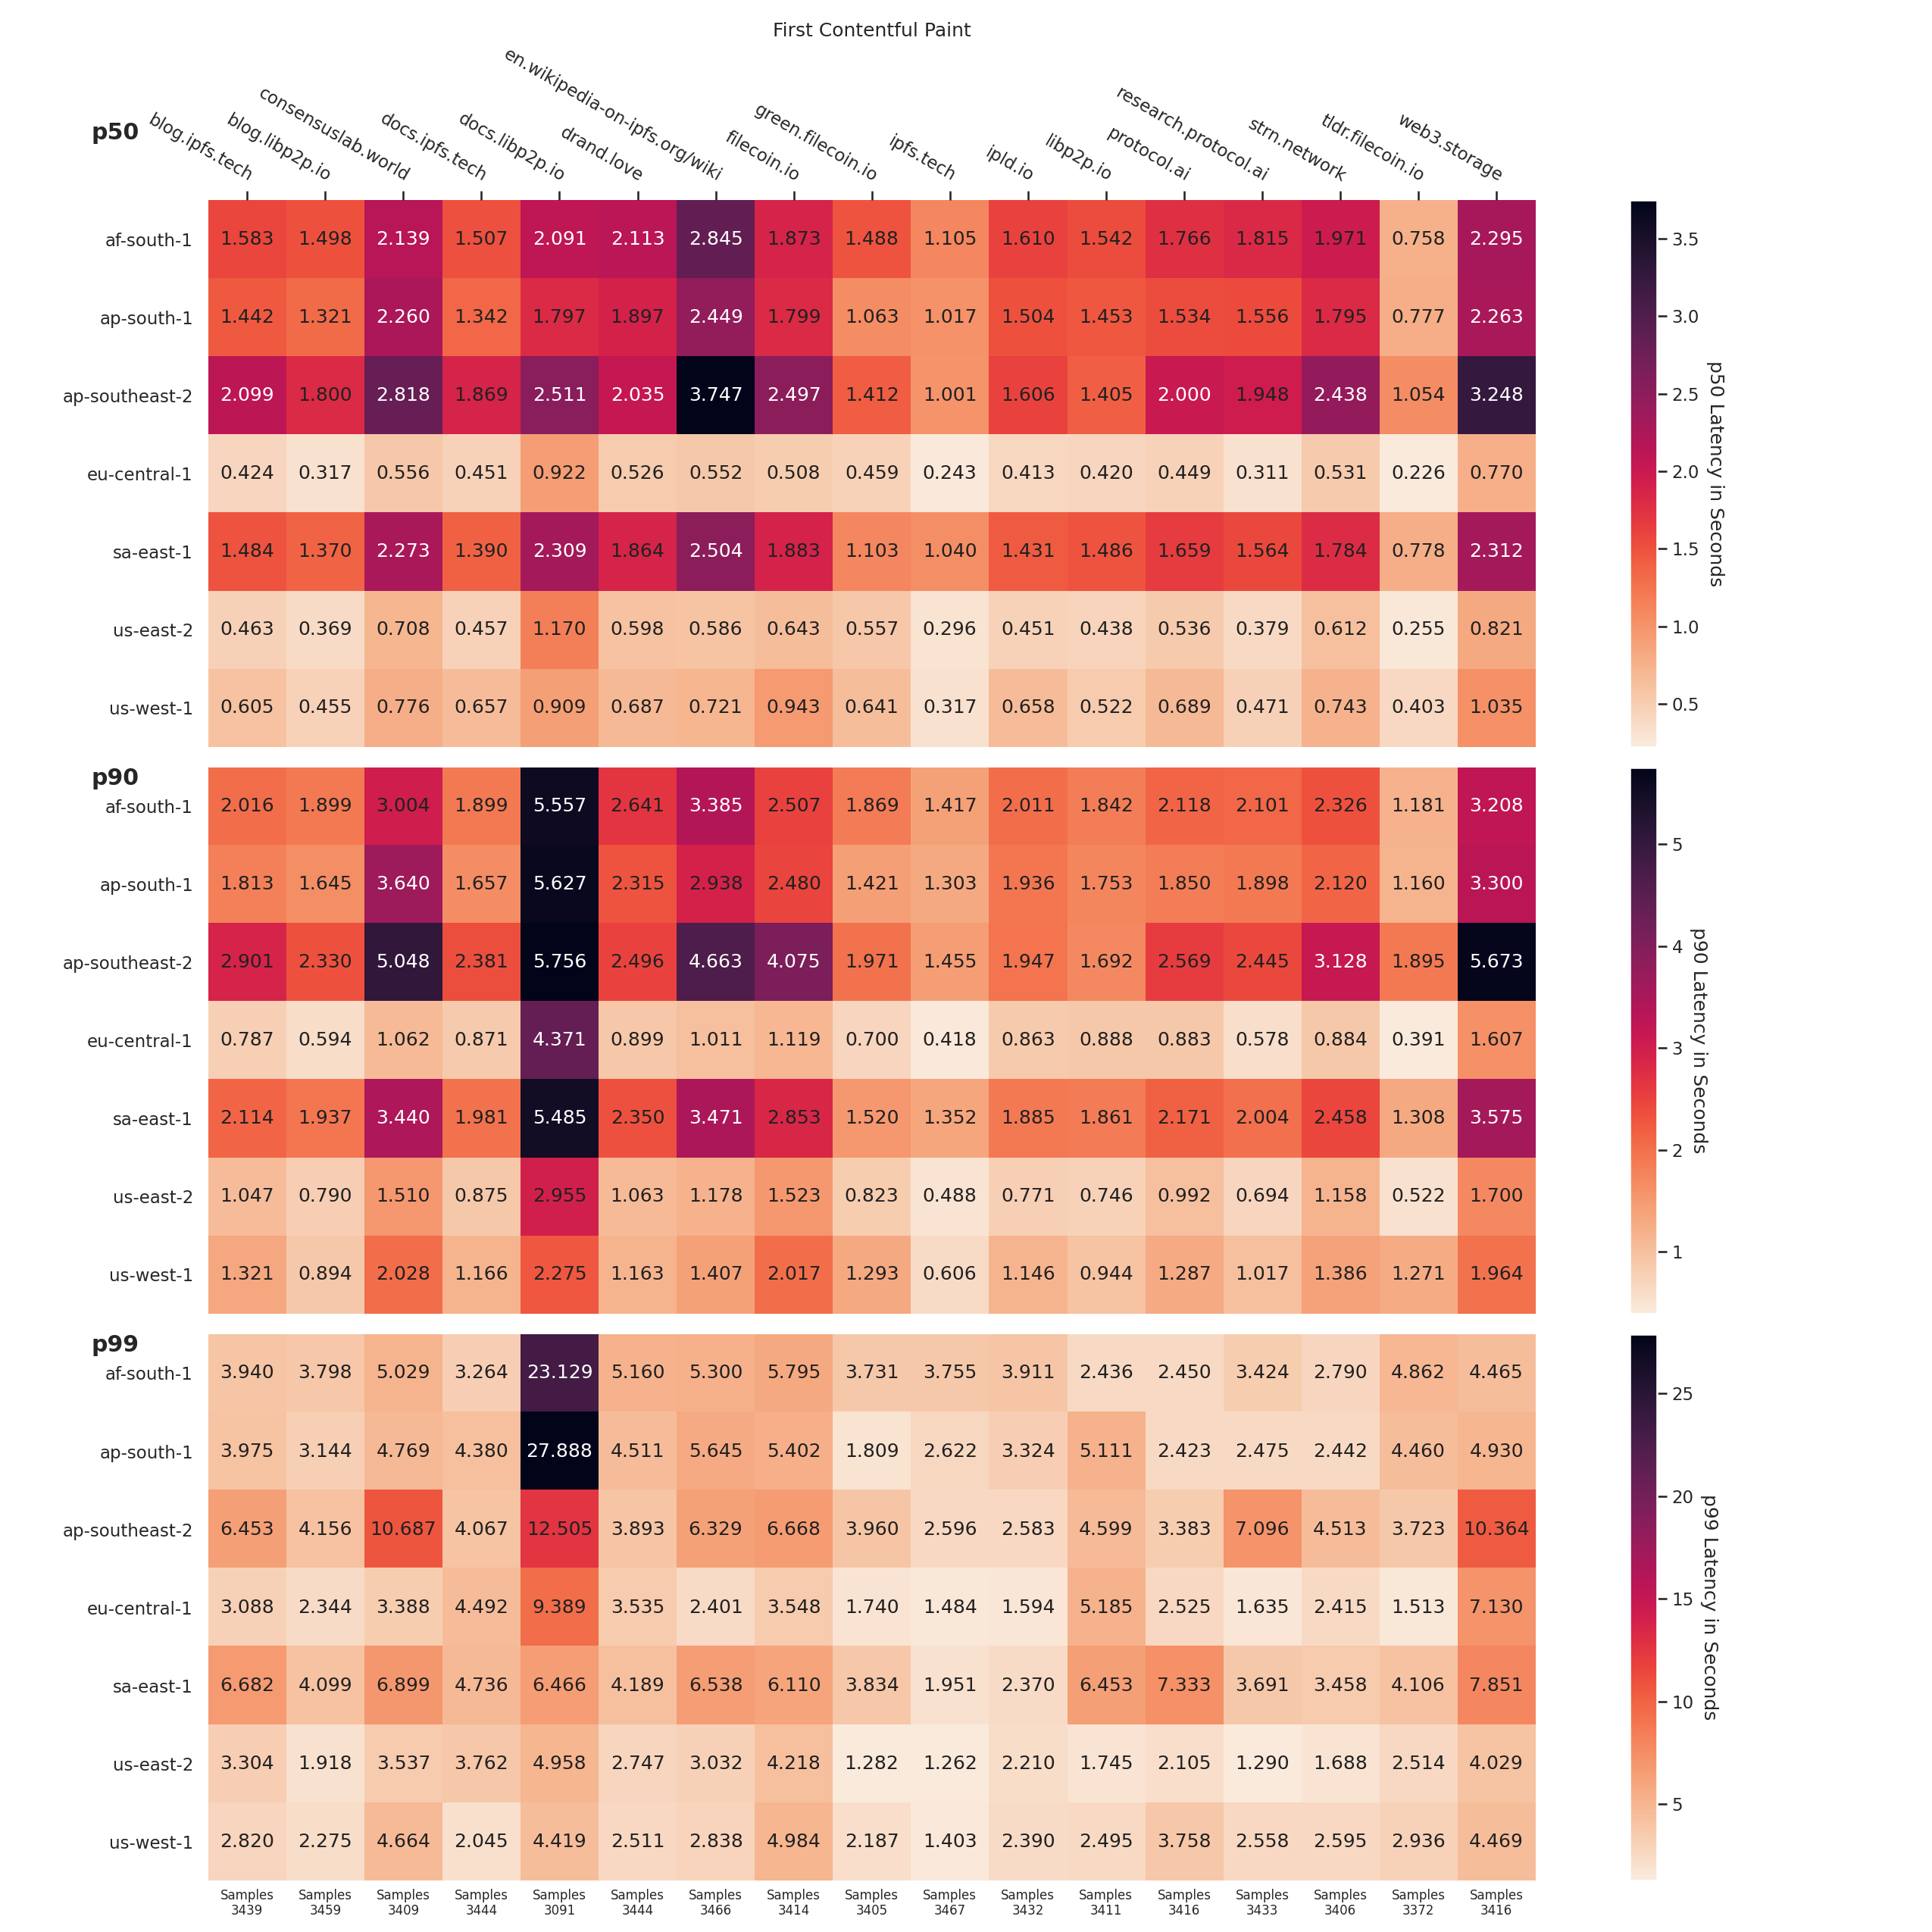 First Contentful Paint
p50
blog.ipfs.tech
blog.libp2p.io
consensuslab.world
docs.ipfs.tech
docs.libp2p.io
drand.love
en.wikipedia-on-ipfs.org/wiki
filecoin.io
green.filecoin.io
ipfs.tech
ipld.io
libp2p.io
protocol.ai
research.protocol.ai
strn.network
tldr.filecoin.io
web3.storage
af-south-1 1.583 1.498 2.139 1.507 2.091 2.113 2.845 1.873 1.488 1.105 1.610 1.542 1.766 1.815 1.971 0.758 2.295
ap-south-1 1.442 1.321 2.260 1.342 1.797 1.897 2.449 1.799 1.063 1.017 1.504 1.453 1.534 1.556 1.795 0.777 2.263
ap-southeast-2 2.099 1.800 2.818 1.869 2.511 2.035 3.747 2.497 1.412 1.001 1.606 1.405 2.000 1.948 2.438 1.054 3.248
eu-central-1 0.424 0.317 0.556 0.451 0.922 0.526 0.552 0.508 0.459 0.243 0.413 0.420 0.449 0.311 0.531 0.226 0.770
sa-east-1 1.484 1.370 2.273 1.390 2.309 1.864 2.504 1.883 1.103 1.040 1.431 1.486 1.659 1.564 1.784 0.778 2.312
us-east-2 0.463 0.369 0.708 0.457 1.170 0.598 0.586 0.643 0.557 0.296 0.451 0.438 0.536 0.379 0.612 0.255 0.821
us-west-1 0.605 0.455 0.776 0.657 0.909 0.687 0.721 0.943 0.641 0.317 0.658 0.522 0.689 0.471 0.743 0.403 1.035
3.5
3.0
2.5
2.0
1.5
1.0
0.5
p50 Latency in Seconds
p90
af-south-1 2.016 1.899 3.004 1.899 5.557 2.641 3.385 2.507 1.869 1.417 2.011 1.842 2.118 2.101 2.326 1.181 3.208
ap-south-1 1.813 1.645 3.640 1.657 5.627 2.315 2.938 2.480 1.421 1.303 1.936 1.753 1.850 1.898 2.120 1.160 3.300
ap-southeast-2 2.901 2.330 5.048 2.381 5.756 2.496 4.663 4.075 1.971 1.455 1.947 1.692 2.569 2.445 3.128 1.895 5.673
eu-central-1 0.787 0.594 1.062 0.871 4.371 0.899 1.011 1.119 0.700 0.418 0.863 0.888 0.883 0.578 0.884 0.391 1.607
sa-east-1 2.114 1.937 3.440 1.981 5.485 2.350 3.471 2.853 1.520 1.352 1.885 1.861 2.171 2.004 2.458 1.308 3.575
us-east-2 1.047 0.790 1.510 0.875 2.955 1.063 1.178 1.523 0.823 0.488 0.771 0.746 0.992 0.694 1.158 0.522 1.700
us-west-1 1.321 0.894 2.028 1.166 2.275 1.163 1.407 2.017 1.293 0.606 1.146 0.944 1.287 1.017 1.386 1.271 1.964
5
4
3
2
1
p90 Latency in Seconds
p99
af-south-1 3.940 3.798 5.029 3.264 23.129 5.160 5.300 5.795 3.731 3.755 3.911 2.436 2.450 3.424 2.790 4.862 4.465
ap-south-1 3.975 3.144 4.769 4.380 27.888 4.511 5.645 5.402 1.809 2.622 3.324 5.111 2.423 2.475 2.442 4.460 4.930
ap-southeast-2 6.453 4.156 10.687 4.067 12.505 3.893 6.329 6.668 3.960 2.596 2.583 4.599 3.383 7.096 4.513 3.723 10.364
eu-central-1 3.088 2.344 3.388 4.492 9.389 3.535 2.401 3.548 1.740 1.484 1.594 5.185 2.525 1.635 2.415 1.513 7.130
sa-east-1 6.682 4.099 6.899 4.736 6.466 4.189 6.538 6.110 3.834 1.951 2.370 6.453 7.333 3.691 3.458 4.106 7.851
us-east-2 3.304 1.918 3.537 3.762 4.958 2.747 3.032 4.218 1.282 1.262 2.210 1.745 2.105 1.290 1.688 2.514 4.029
us-west-1 2.820 2.275 4.664 2.045 4.419 2.511 2.838 4.984 2.187 1.403 2.390 2.495 3.758 2.558 2.595 2.936 4.469
25
20
15
10
5
p99 Latency in Seconds
Samples Samples Samples Samples Samples Samples Samples Samples Samples Samples Samples Samples Samples Samples Samples Samples Samples
3439 3459 3409 3444 3091 3444 3466 3414 3405 3467 3432 3411 3416 3433 3406 3372 3416